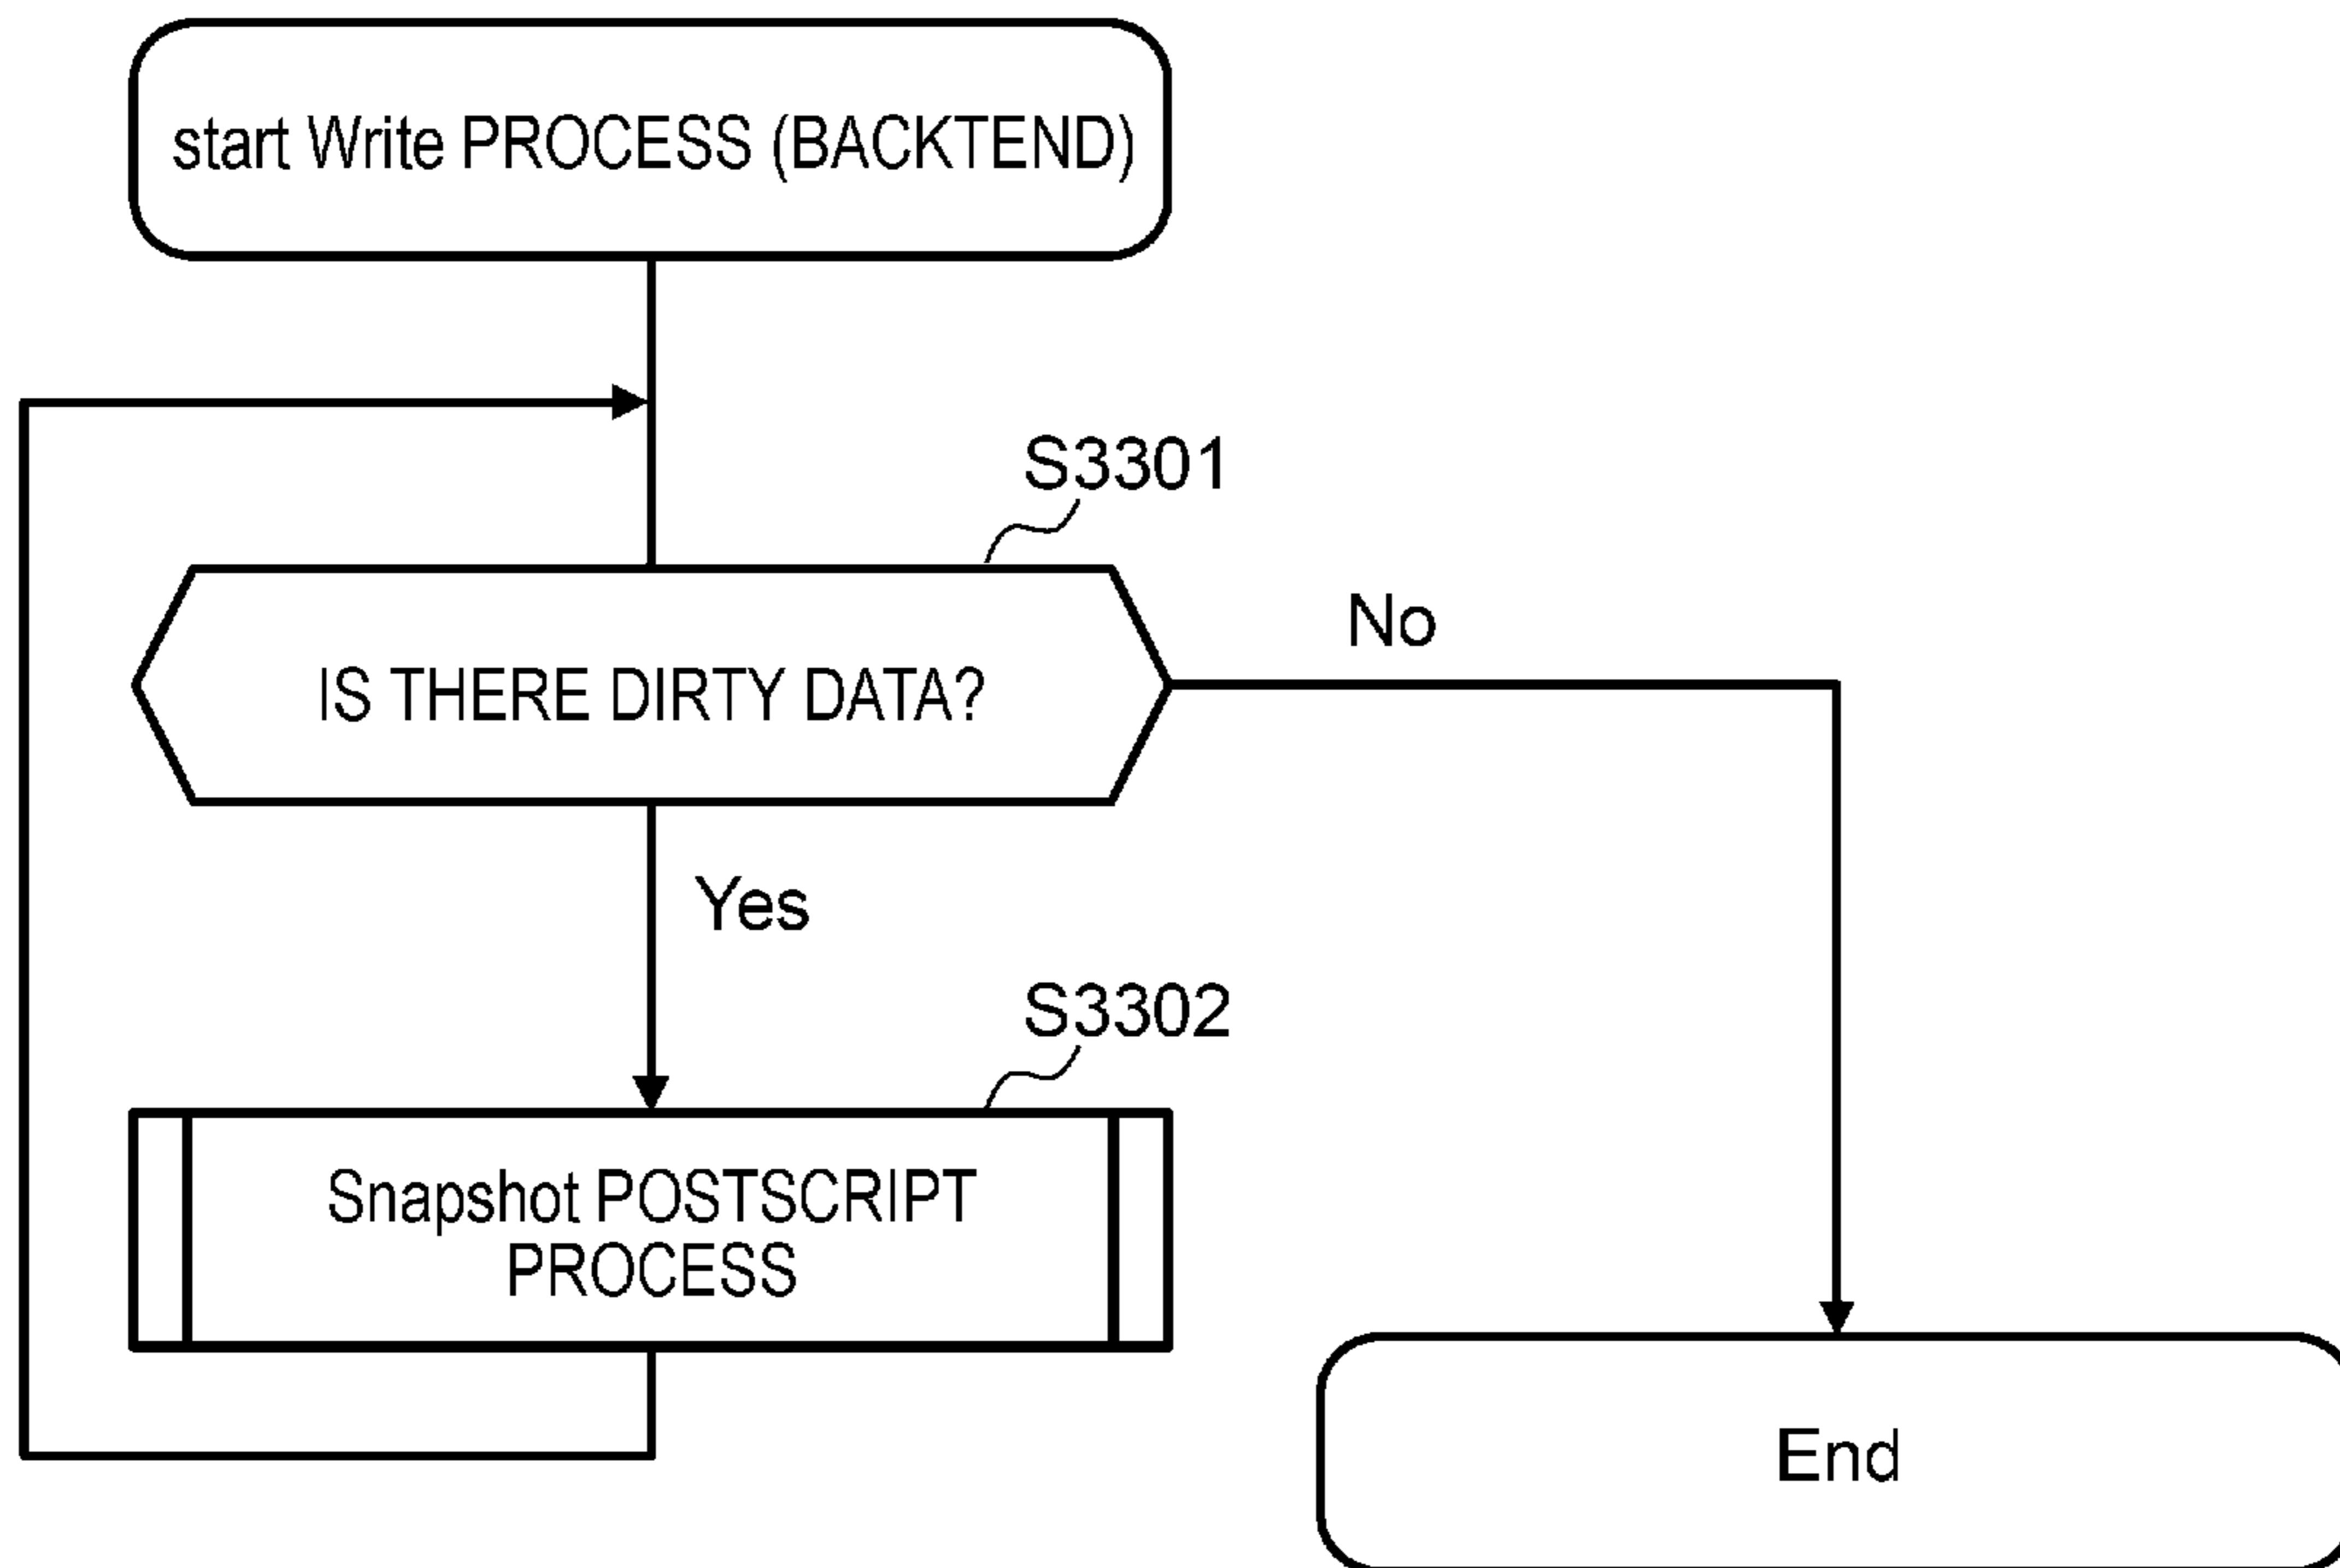 start Write PROCESS (BACKTEND)
S3301
No
IS THERE DIRTY DATA?
Yes
S3302
Snapshot POSTSCRIPT
PROCESS
End